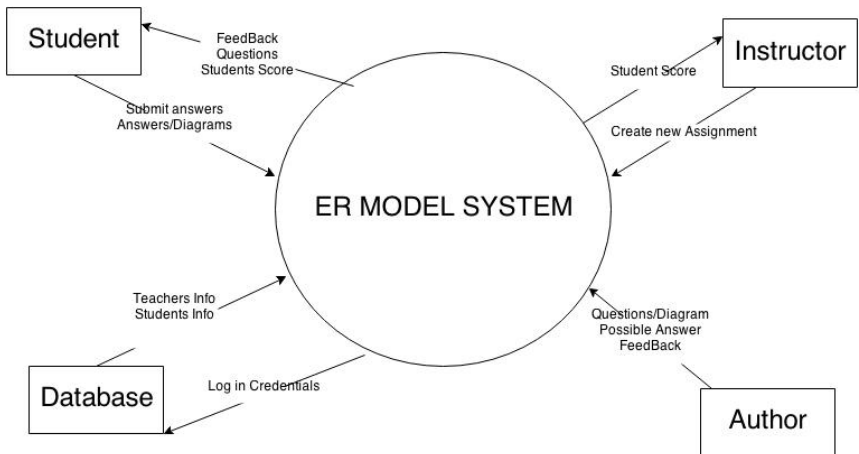 Student
FeedBack
Questions
Students Score
Submit answers
Answers/Diagrams
Instructor
Student Score
Create new Assignment
ER MODEL SYSTEM
Teachers Info
Students Info
Database
Log in Credentials
Questions/Diagram
Possible Answer
FeedBack
Author